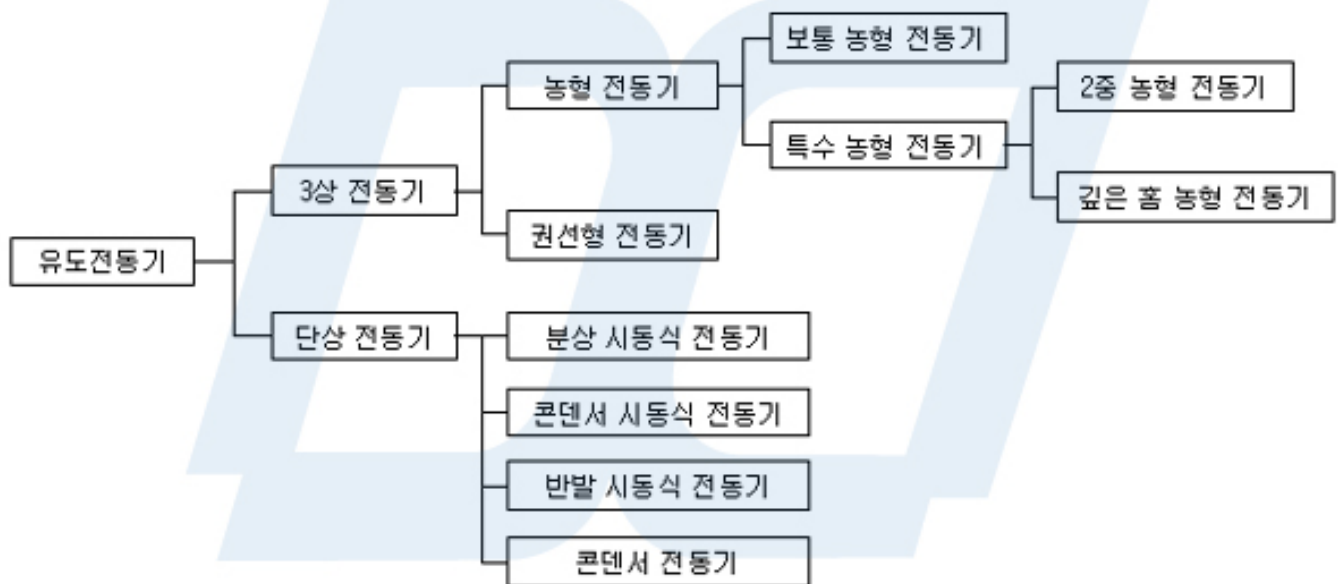 보통 농형 전동기
농형 전동기
2중 농형 전동기
특수 농형 전동기
3상 전동기
깊은 홈 농형 전동기
권선형 전동기
유도전동기
단상 전동기
분상 시동식 전동기
콘덴서 시동식 전동기
반발 시동식 전동기
콘덴서 전동기